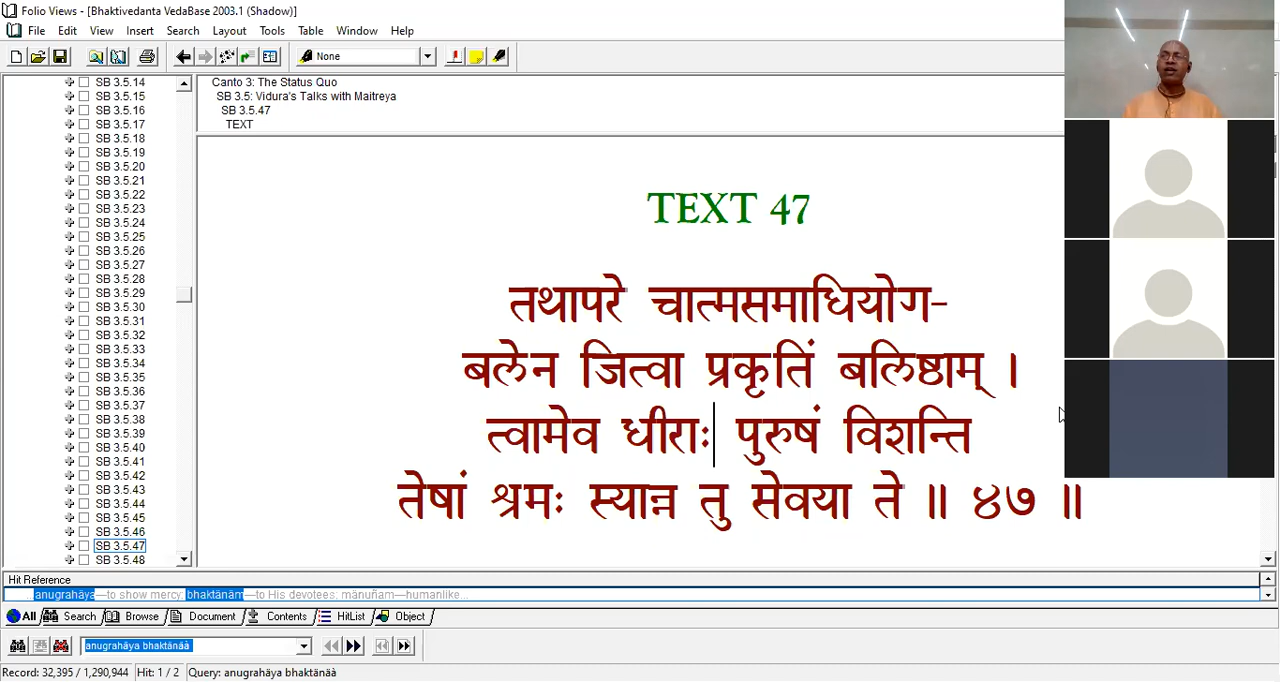 Folio Views - [Bhaktivedanta VedaBase 2003.1 (Shadow)]
File Edit View Insert Search Layout Tools Table Window Help
None
SB 3.5.14
SB 3.5.15
SB 3.5.16
SB 3.5.17
SB 3.5.18
SB 3.5.19
SB 3.5.20
SB 3.5.21
SB 3.5.22
SB 3.5.23
SB 3.5.24
SB 3.5.25
SB 3.5.26
SB 3.5.27
SB 3.5.28
SB 3.5.29
SB 3.5.30
SB 3.5.31
SB 3.5.32
SB 3.5.33
SB 3.5.34
SB 3.5.35
SB 3.5.36
SB 3.5.37
SB 3.5.38
SB 3.5.39
SB 3.5.40
SB 3.5.41
SB 3.5.42
SB 3.5.43
SB 3.5.44
SB 3.5.45
SB 3.5.46
SB 3.5.47
SB 3.5.48
Canto 3: The Status Quo
SB 3.5: Vidura's Talks with Maitreya
SB 3.5.47
TEXT
TEXT 47
तथापरे चात्मसमाधियोग-
बलेन जित्वा प्रकृतिं बलिष्ठाम् ।
त्वामेव धीराः पुरुषं विशन्ति
तेषां श्रमः स्यान्न तु सेवया ते ॥ ४७ ॥
Hit Reference
...anugrahäya—to show mercy; bhaktänäm—to His devotees; mänuñam—humanlike...
All Search Browse Document Contents HitList Object
anugrahäya bhaktänäà
Record: 32,395 / 1,290,944 Hit: 1 / 2 Query: anugrahäya bhaktänäà